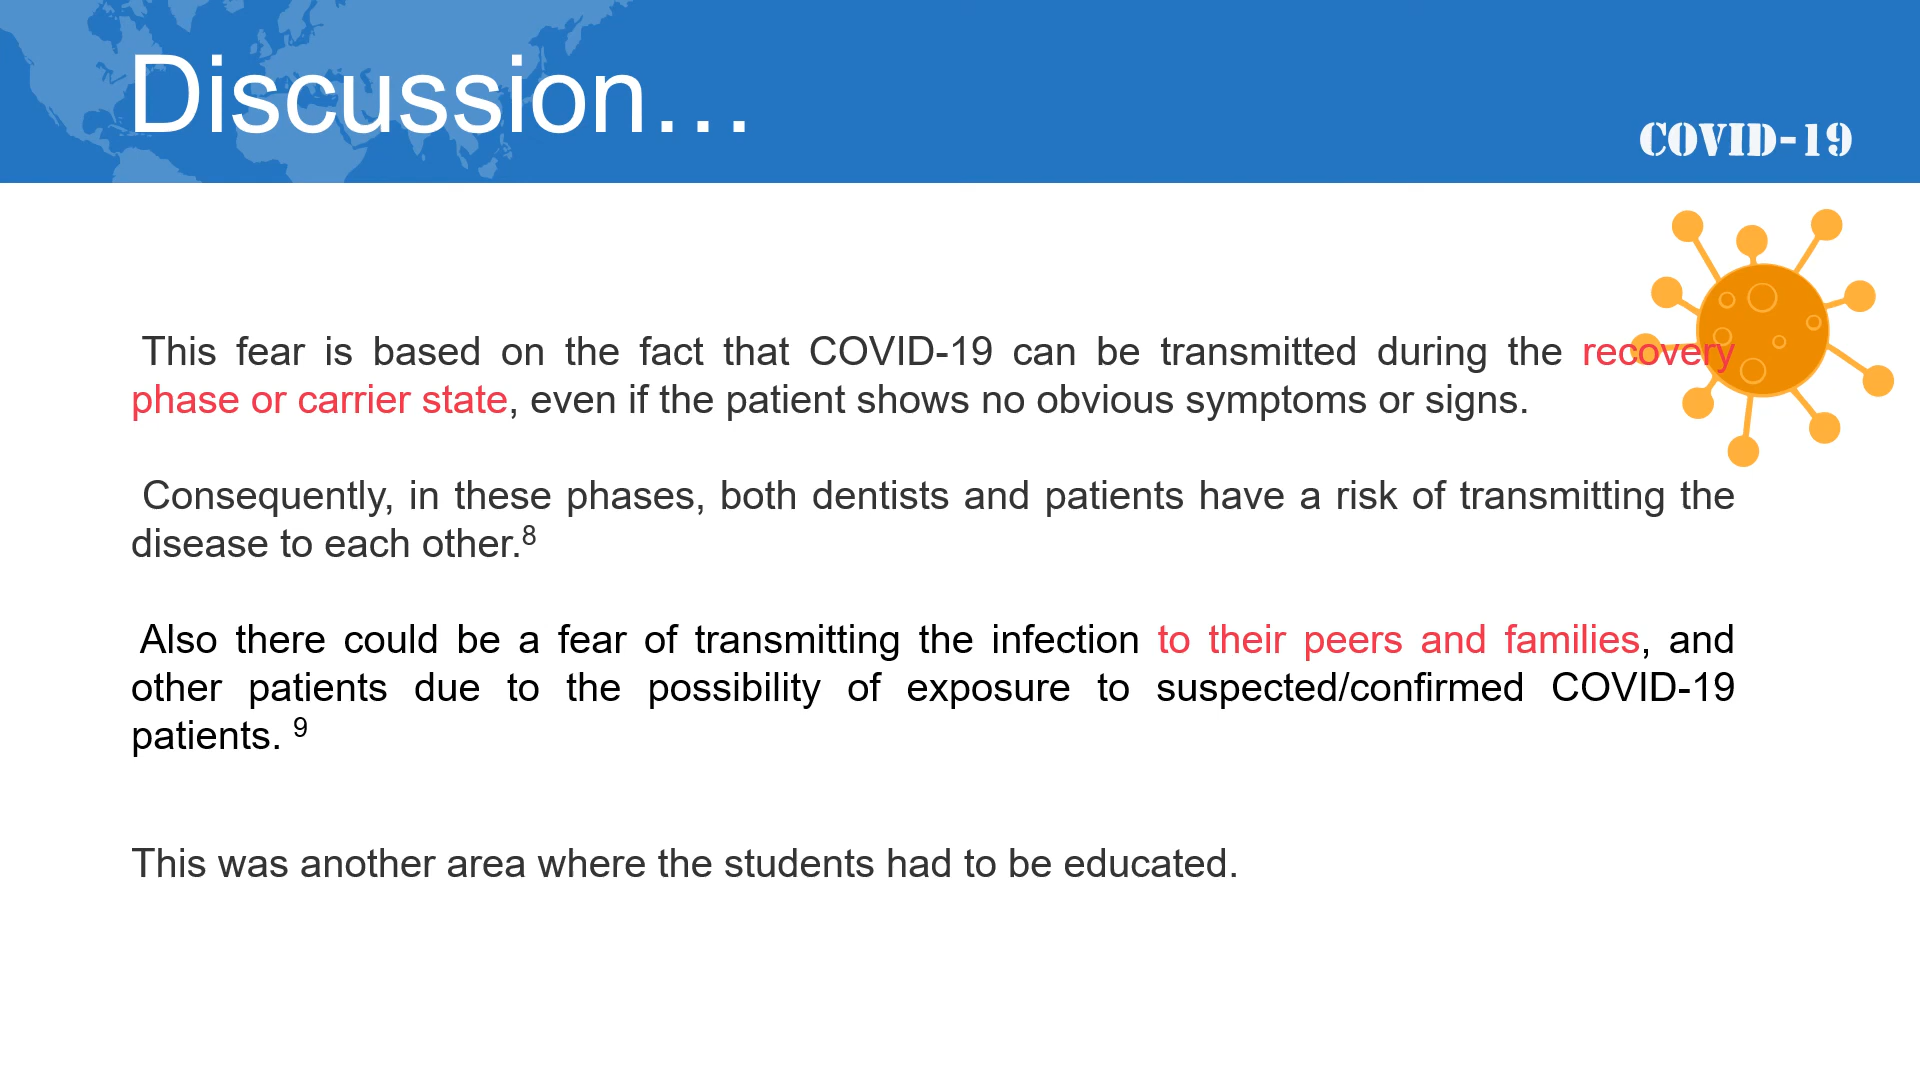 Discussion…
COVID-19
This fear is based on the fact that COVID-19 can be transmitted during the recovery
phase or carrier state, even if the patient shows no obvious symptoms or signs.
Consequently, in these phases, both dentists and patients have a risk of transmitting the
disease to each other.⁸
Also there could be a fear of transmitting the infection to their peers and families, and
other patients due to the possibility of exposure to suspected/confirmed COVID-19
patients. ⁹
This was another area where the students had to be educated.